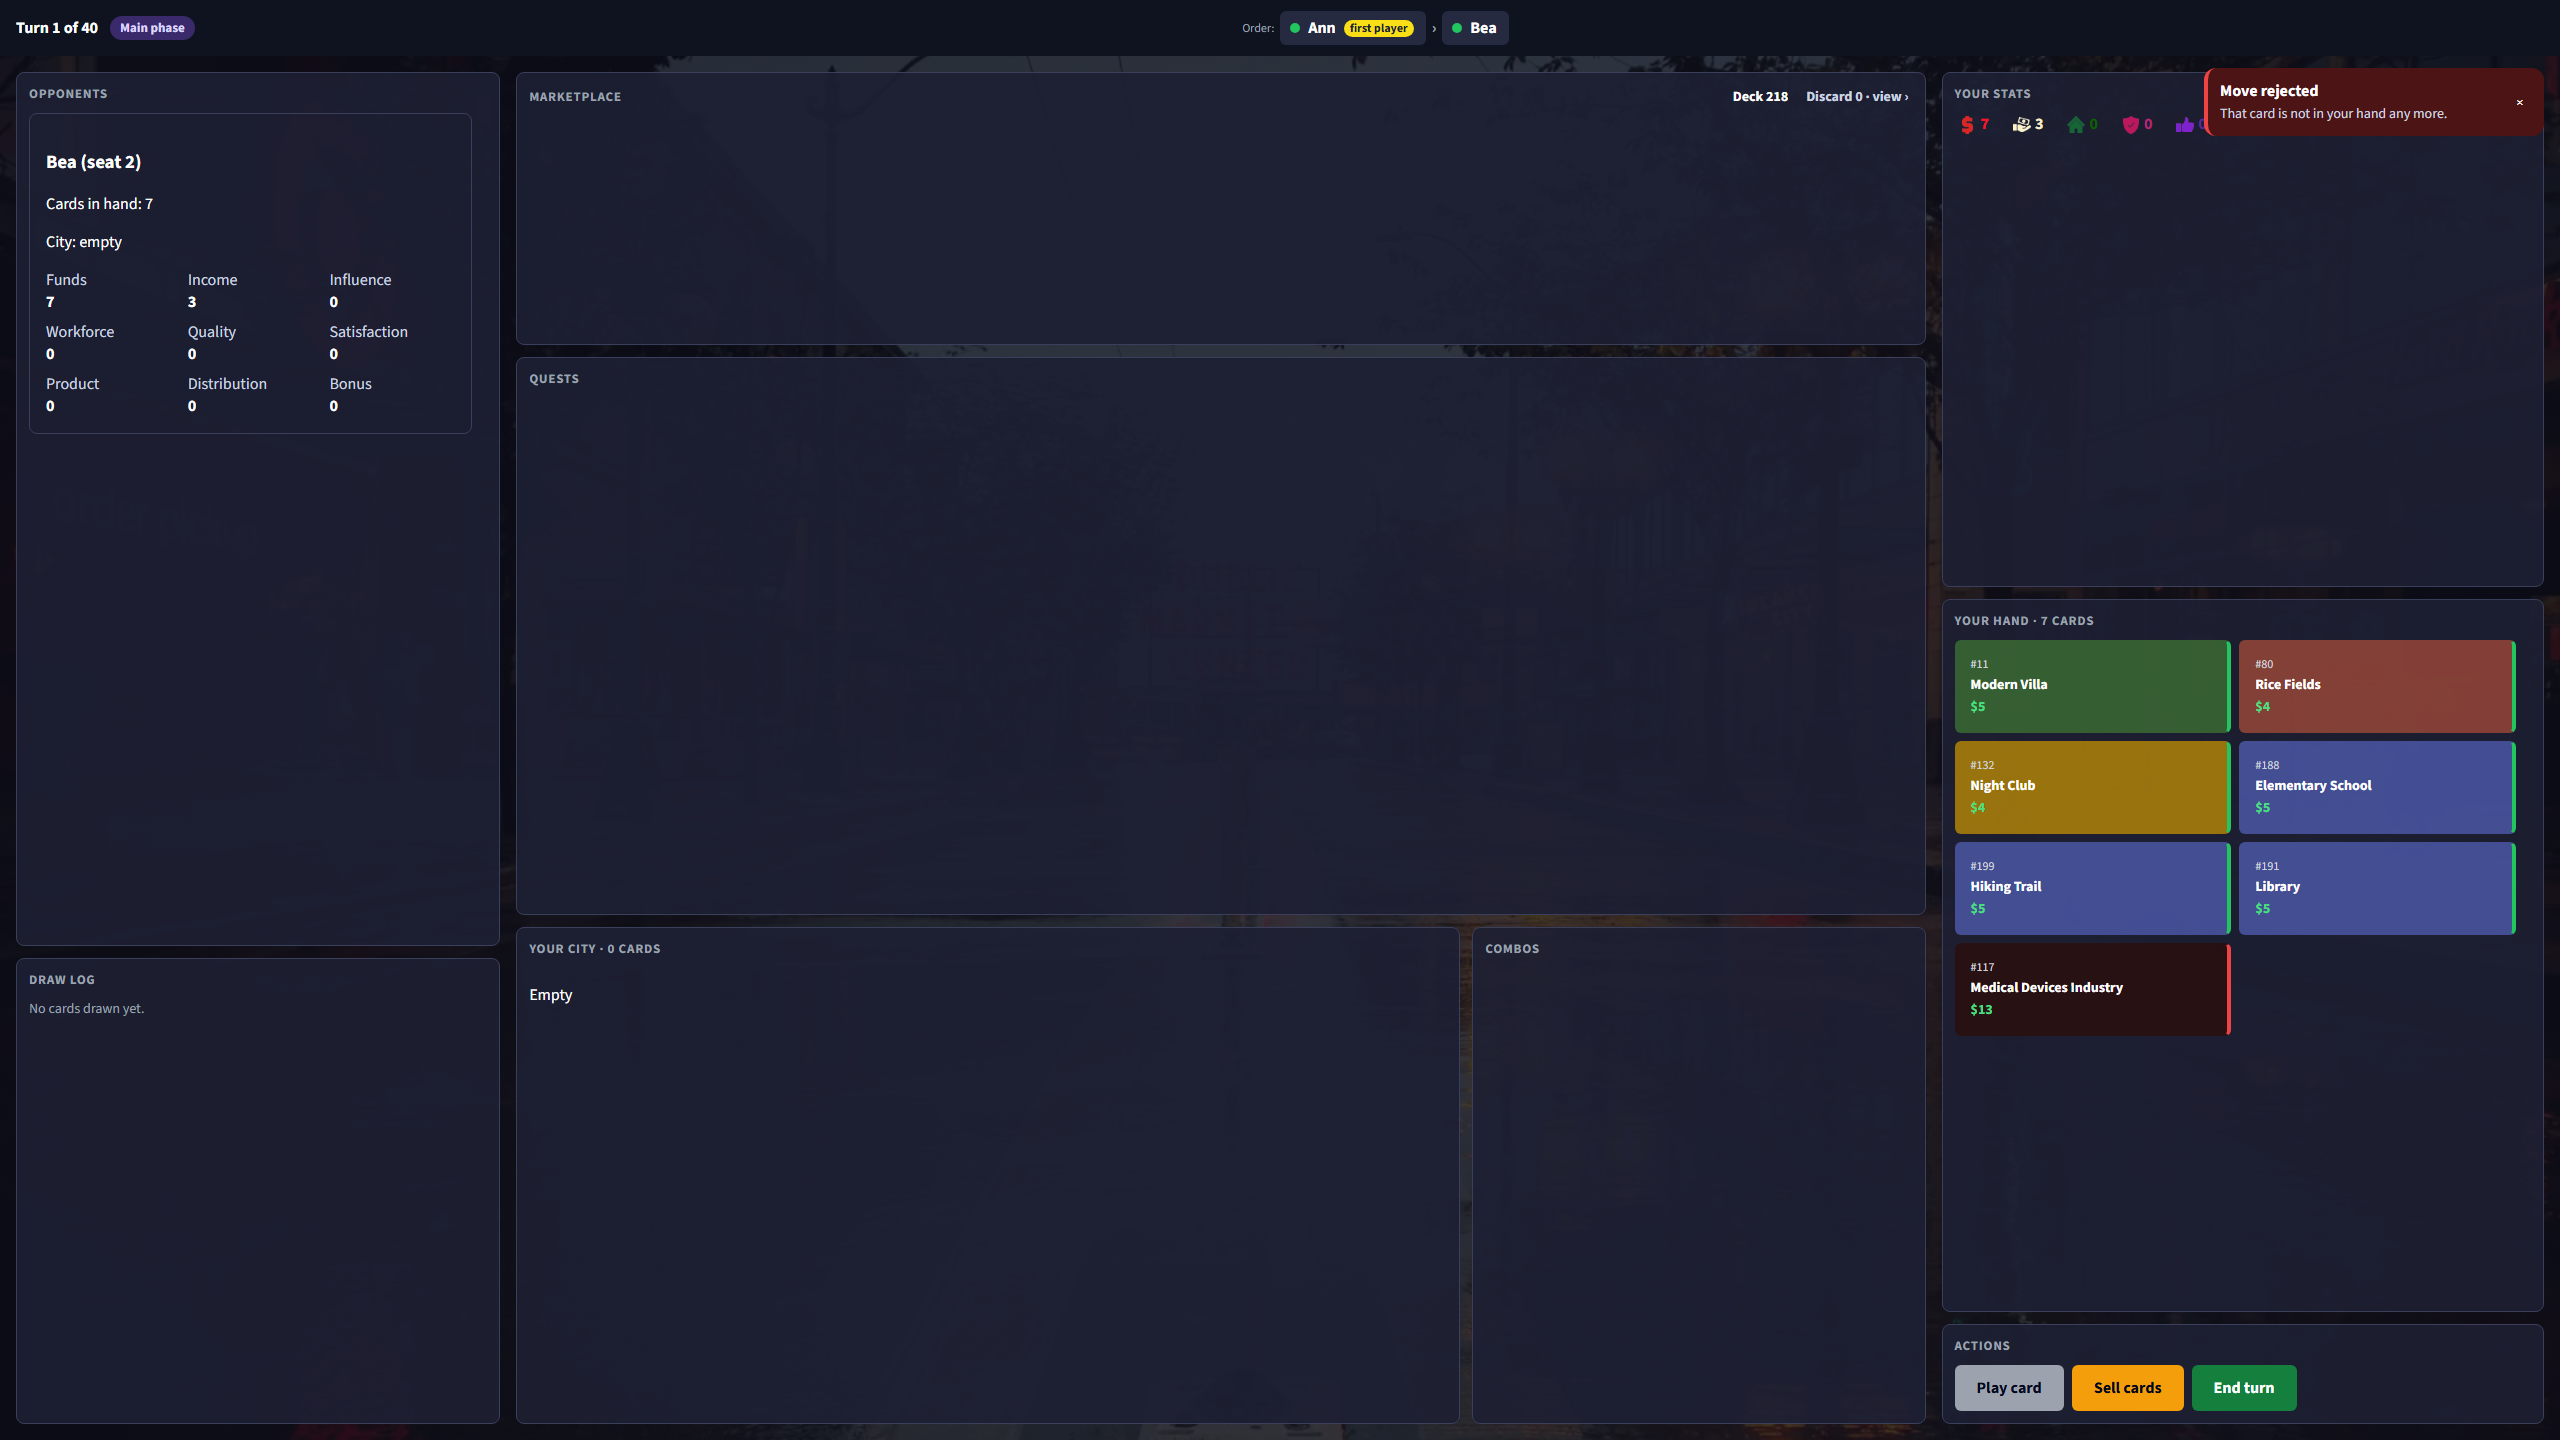 Turn 1 of 40
Main phase
Order:
Ann
first player
›
Bea
OPPONENTS
Bea (seat 2)
Cards in hand: 7
City: empty
Funds Income Influence
7 3 0
Workforce Quality Satisfaction
0 0 0
Product Distribution Bonus
0 0 0
DRAW LOG
No cards drawn yet.
MARKETPLACE
Deck 218
Discard 0 · view ›
QUESTS
YOUR CITY · 0 CARDS
Empty
COMBOS
YOUR STATS
7 3 0 0
Move rejected
That card is not in your hand any more.
×
YOUR HAND · 7 CARDS
#11
Modern Villa
$5
#80
Rice Fields
$4
#132
Night Club
$4
#188
Elementary School
$5
#199
Hiking Trail
$5
#191
Library
$5
#117
Medical Devices Industry
$13
ACTIONS
Play card
Sell cards
End turn